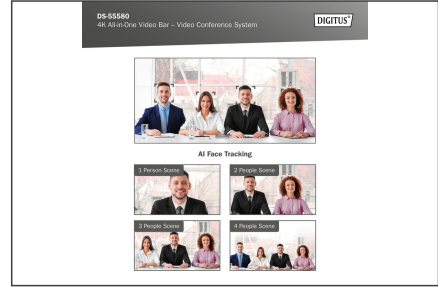 DS-55580
4K All-in-One Video Bar – Video Conference System
DIGITUS®
AI Face Tracking
1 Person Scene
2 People Scene
3 People Scene
4 People Scene